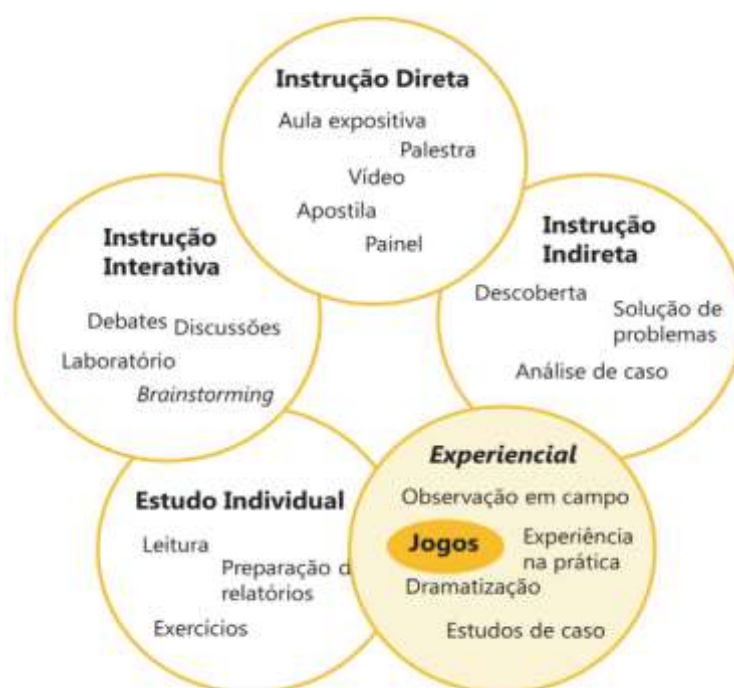 Instrução Direta
Aula expositiva
Palestra
Vídeo
Apostila
Painel
Instrução
Interativa
Debates
Discussões
Laboratório
Brainstorming
Instrução
Indireta
Descoberta
Solução de
problemas
Análise de caso
Estudo Individual
Leitura
Preparação d
relatórios
Exercícios
Experiencial
Observação em campo
Jogos
Experiência
na prática
Dramatização
Estudos de caso